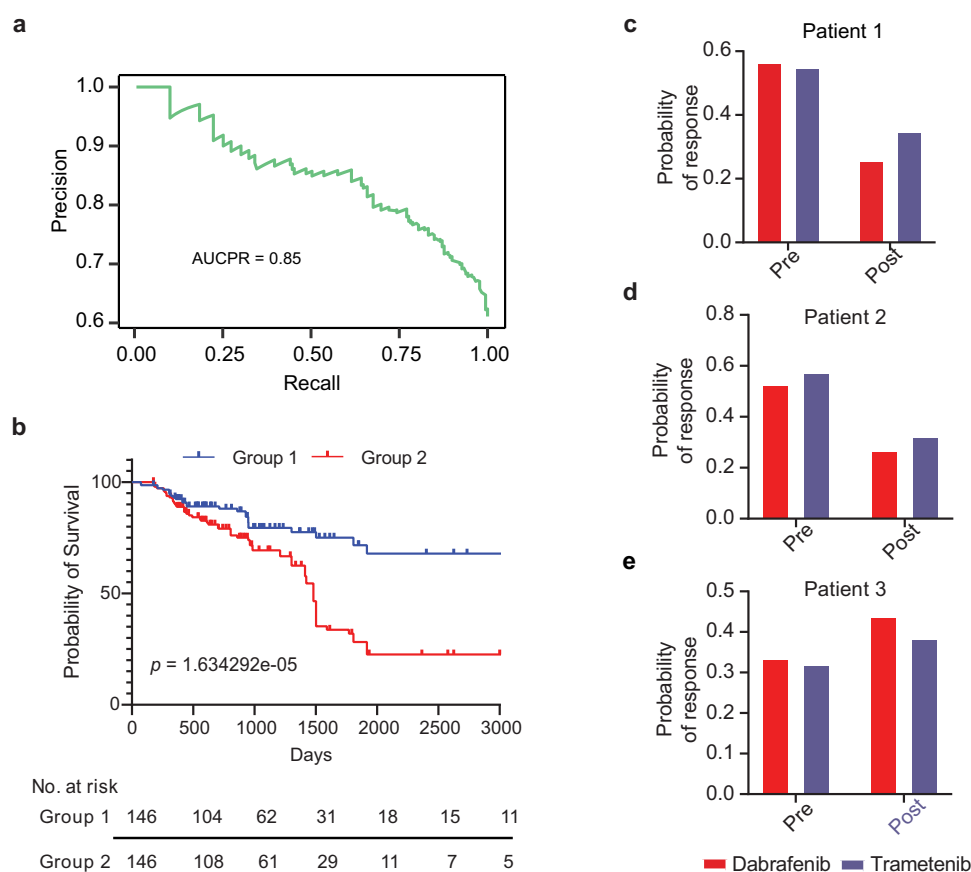 a
1.0
0.9
0.8
0.7
0.6
Precision
AUCPR = 0.85
0.00 0.25 0.50 0.75 1.00
Recall
b
Group 1 Group 2
100
50
0
Probability of Survival
p = 1.634292e-05
0 500 1000 1500 2000 2500 3000
Days
No. at risk
Group 1 146 104 62 31 18 15 11
Group 2 146 108 61 29 11 7 5
c
Patient 1
0.6
0.4
0.2
0.0
Probability
of response
Pre Post
d
Patient 2
0.8
0.6
0.4
0.2
0.0
Probability
of response
Pre Post
e
Patient 3
0.5
0.4
0.3
0.2
0.1
0.0
Probability
of response
Pre Post
Dabrafenib Trametenib